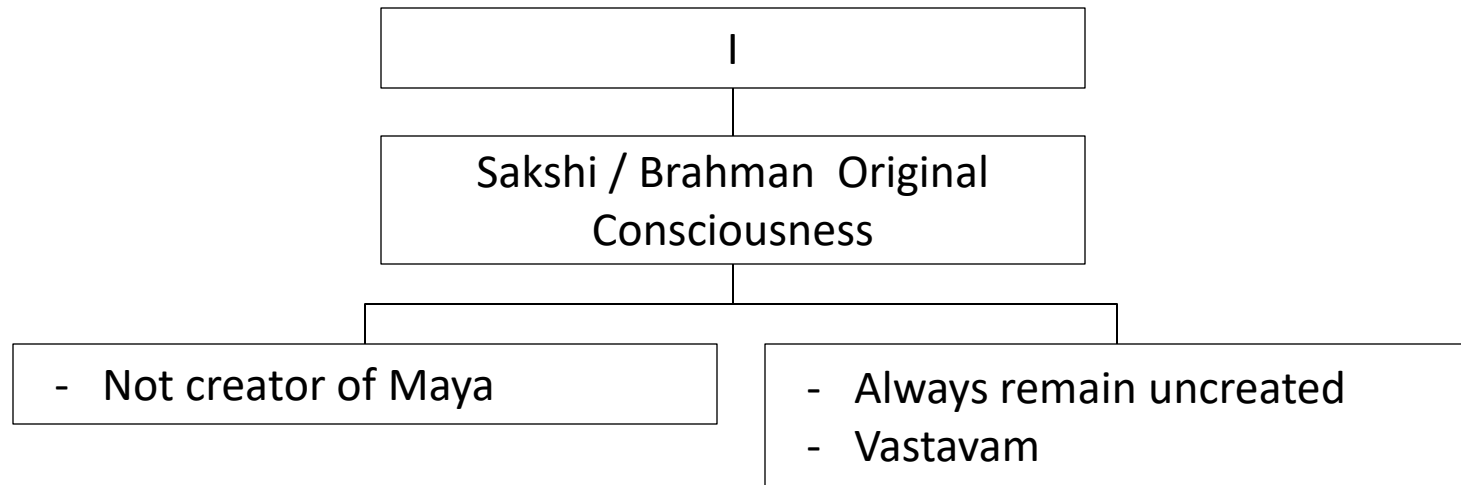 I
Sakshi / Brahman Original
Consciousness
- Not creator of Maya
- Always remain uncreated
- Vastavam